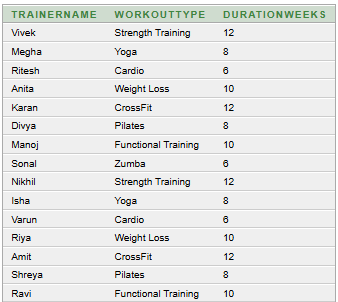 TRAINERNAME WORKOUTTYPE DURATIONWEEKS
Vivek Strength Training 12
Megha Yoga 8
Ritesh Cardio 6
Anita Weight Loss 10
Karan CrossFit 12
Divya Pilates 8
Manoj Functional Training 10
Sonal Zumba 6
Nikhil Strength Training 12
Isha Yoga 8
Varun Cardio 6
Riya Weight Loss 10
Amit CrossFit 12
Shreya Pilates 8
Ravi Functional Training 10